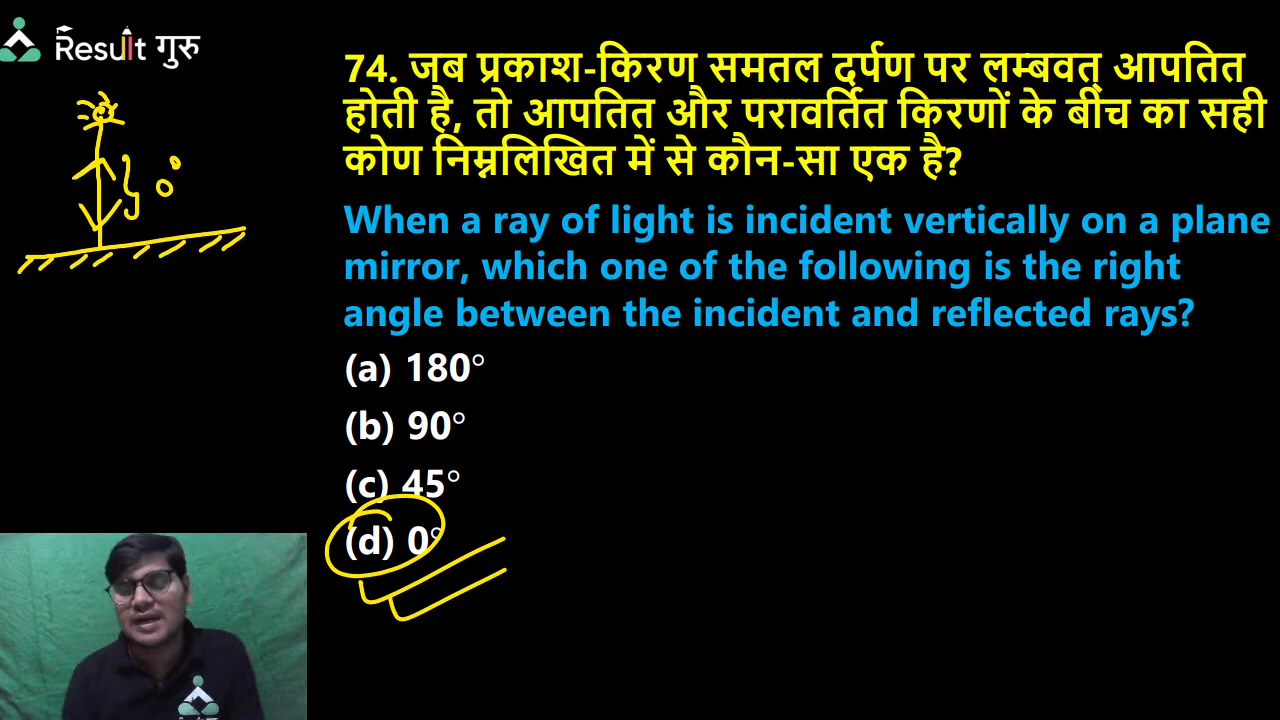 Result गुरु
74. जब प्रकाश-किरण समतल दर्पण पर लम्बवत् आपतित
होती है, तो आपतित और परावर्तित किरणों के बीच का सही
कोण निम्नलिखित में से कौन-सा एक है?
When a ray of light is incident vertically on a plane
mirror, which one of the following is the right
angle between the incident and reflected rays?
(a) 180°
(b) 90°
(c) 45°
(d) 0°